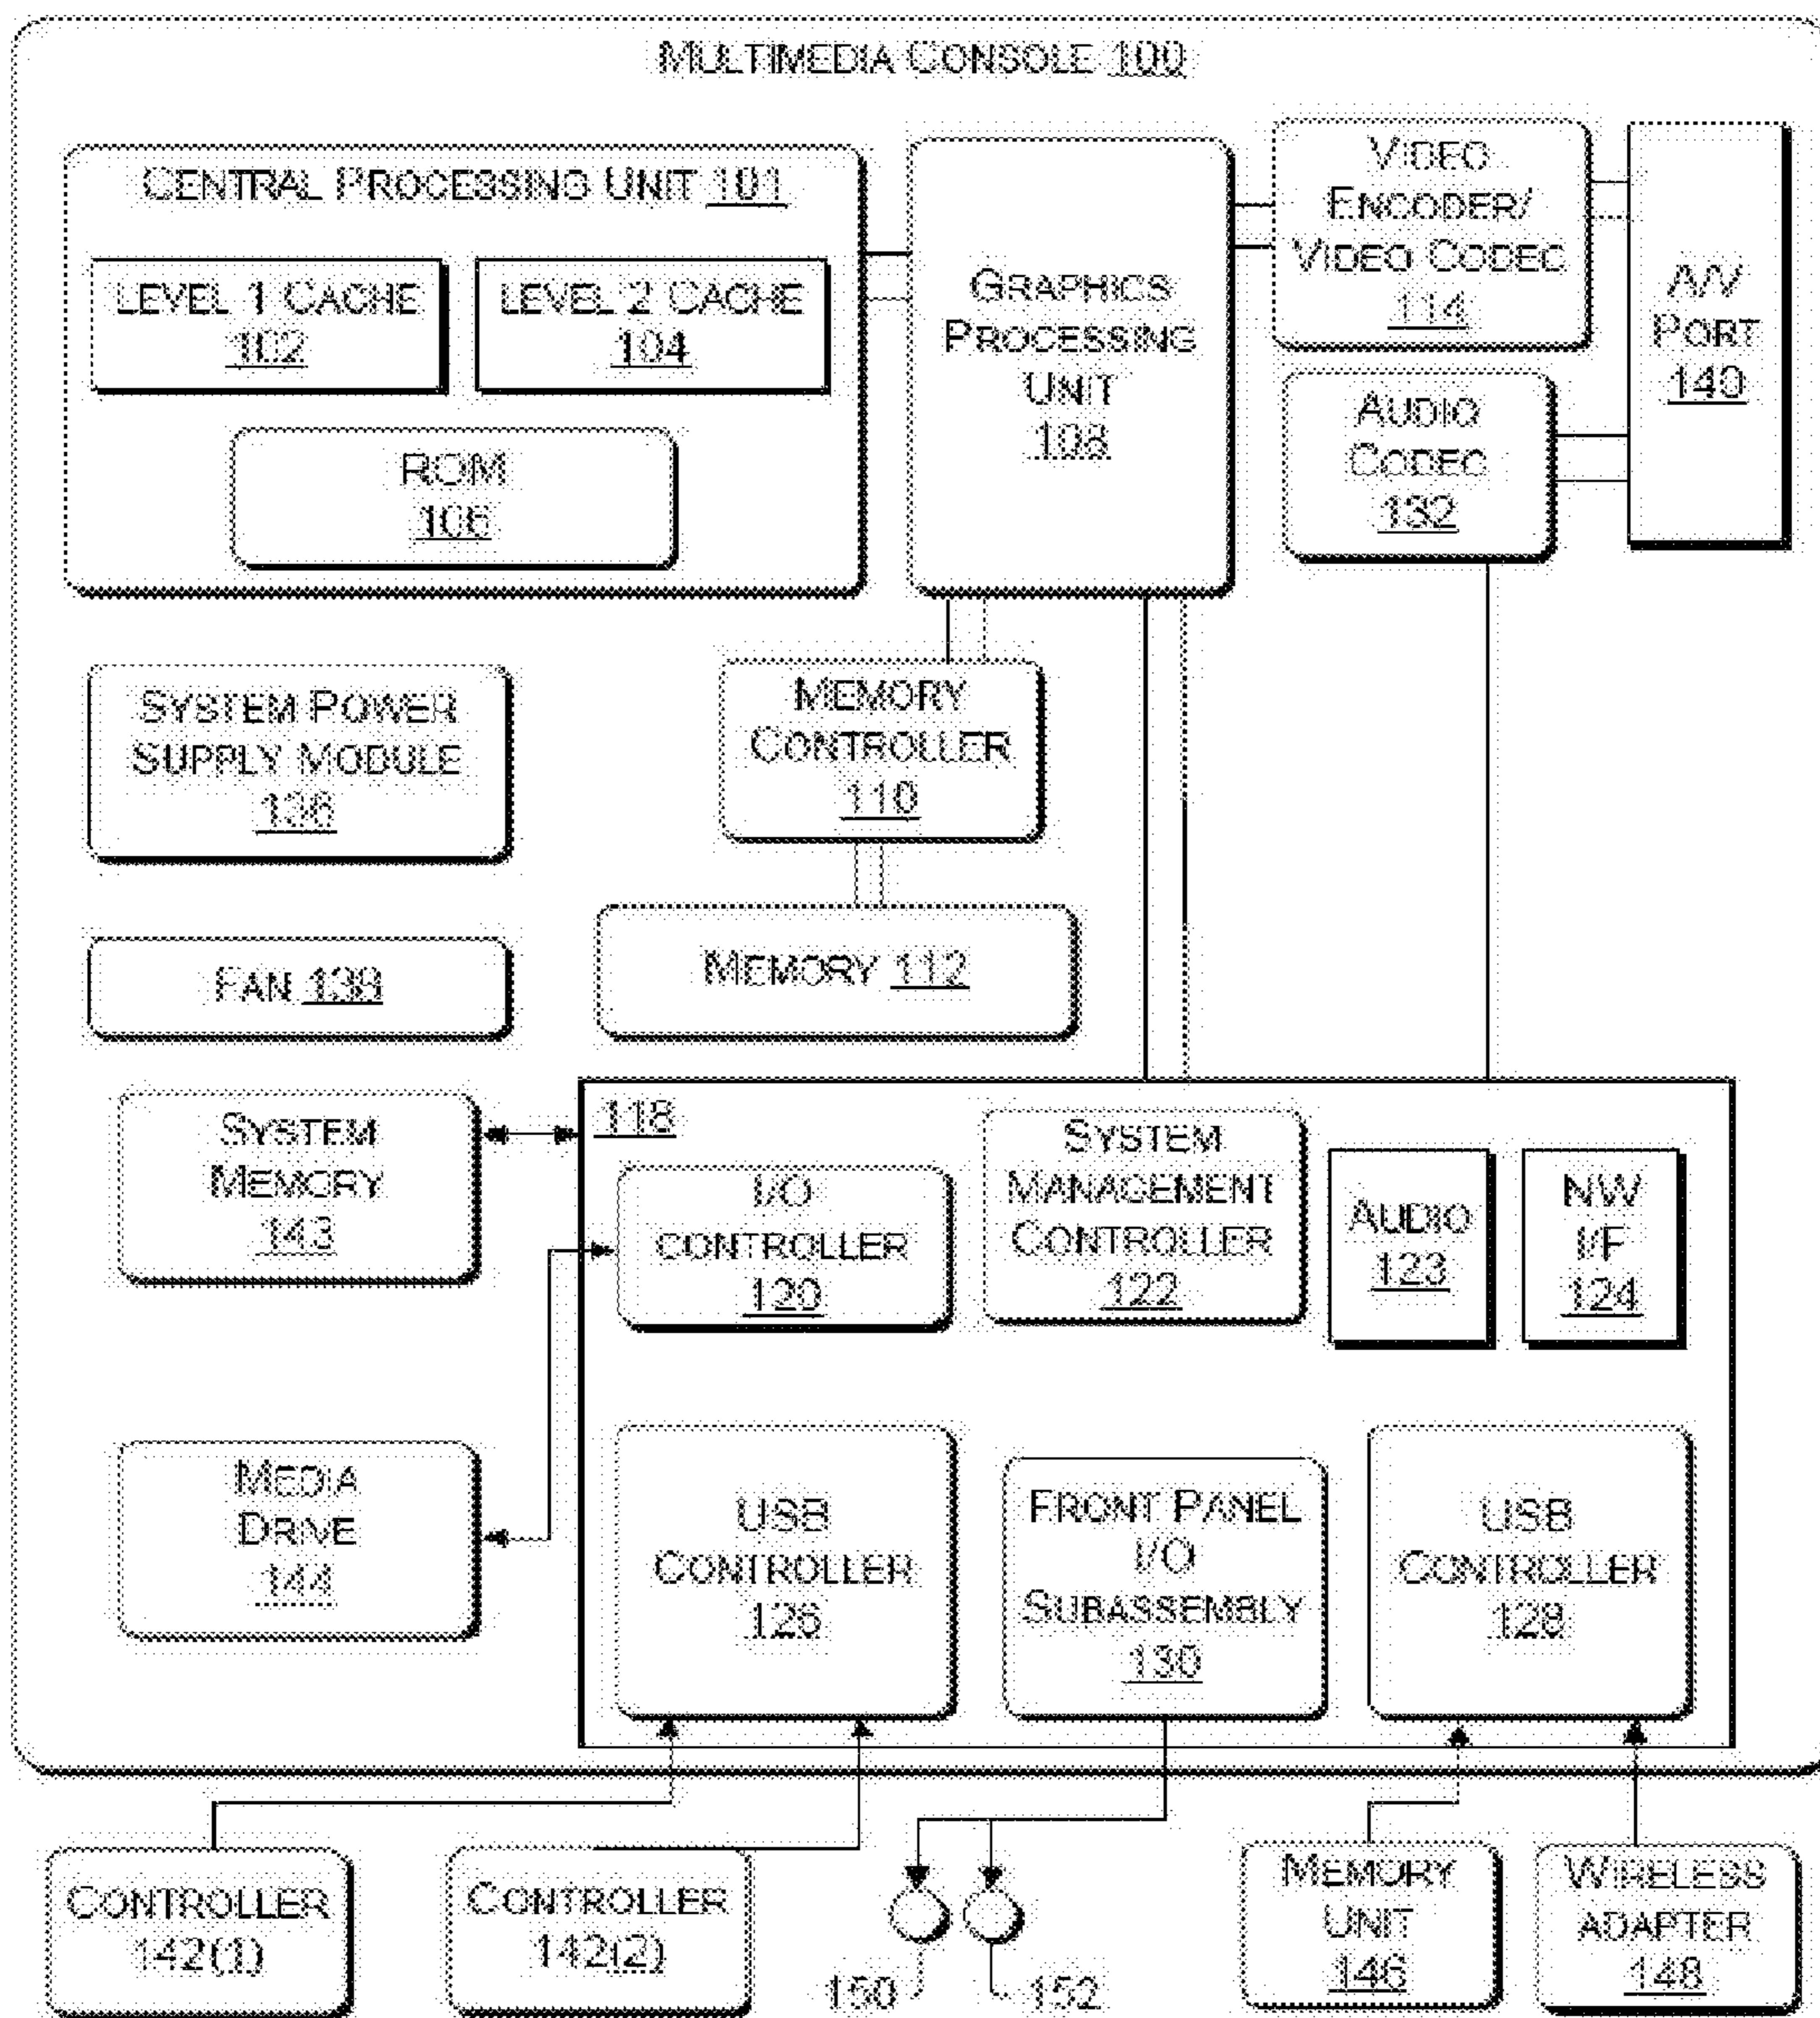 MULTIMEDIA CONSOLE 100
CENTRAL PROCESSING UNIT 101
LEVEL 1 CACHE
102
LEVEL 2 CACHE
104
ROM
106
GRAPHICS
PROCESSING
UNIT
108
VIDEO
ENCODER/
VIDEO CODEC
114
AUDIO
CODEC
132
A/V
PORT
140
SYSTEM POWER
SUPPLY MODULE
136
MEMORY
CONTROLLER
110
FAN 138
MEMORY 112
SYSTEM
MEMORY
143
118
I/O
CONTROLLER
120
SYSTEM
MANAGEMENT
CONTROLLER
122
AUDIO
123
NW
I/F
124
MEDIA
DRIVE
144
USB
CONTROLLER
126
FRONT PANEL
I/O
SUBASSEMBLY
130
USB
CONTROLLER
128
CONTROLLER
142(1)
CONTROLLER
142(2)
150
152
MEMORY
UNIT
146
WIRELESS
ADAPTER
148